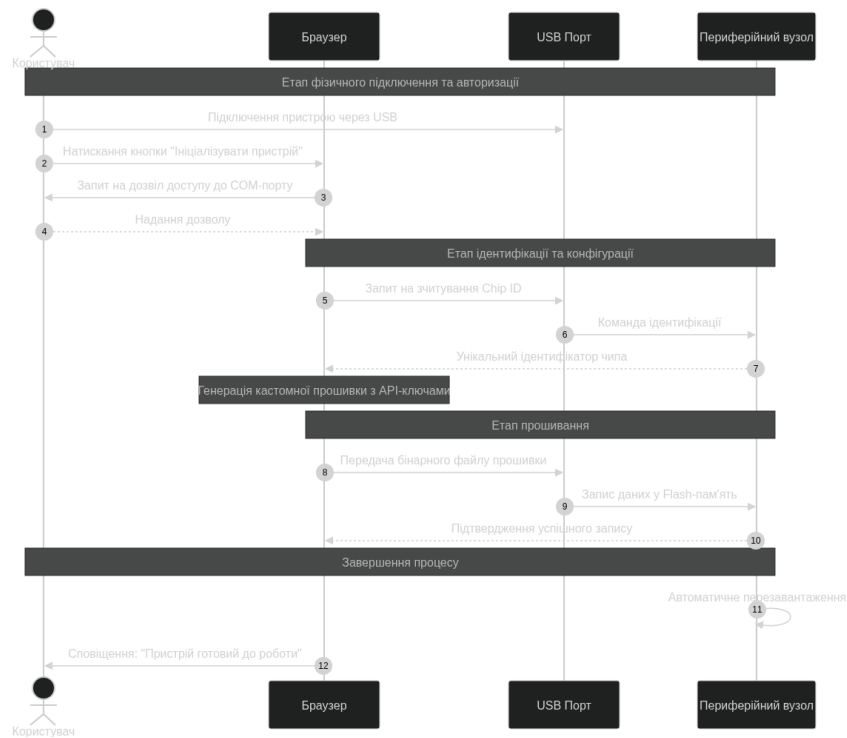 Користувач
Браузер
USB Порт
Периферійний вузол
Етап фізичного підключення та авторизації
Підключення пристрою через USB
1
Натискання кнопки "Ініціалізувати пристрій"
2
Запит на дозвіл доступу до COM-порту
3
Надання дозволу
4
Етап ідентифікації та конфігурації
Запит на зчитування Chip ID
5
Команда ідентифікації
6
Унікальний ідентифікатор чипа
7
Генерація кастомної прошивки з API-ключами
Етап прошивання
Передача бінарного файлу прошивки
8
Запис даних у Flash-пам'ять
9
Підтвердження успішного запису
10
Завершення процесу
Автоматичне перезавантаження
11
Сповіщення: "Пристрій готовий до роботи"
12
Користувач
Браузер
USB Порт
Периферійний вузол